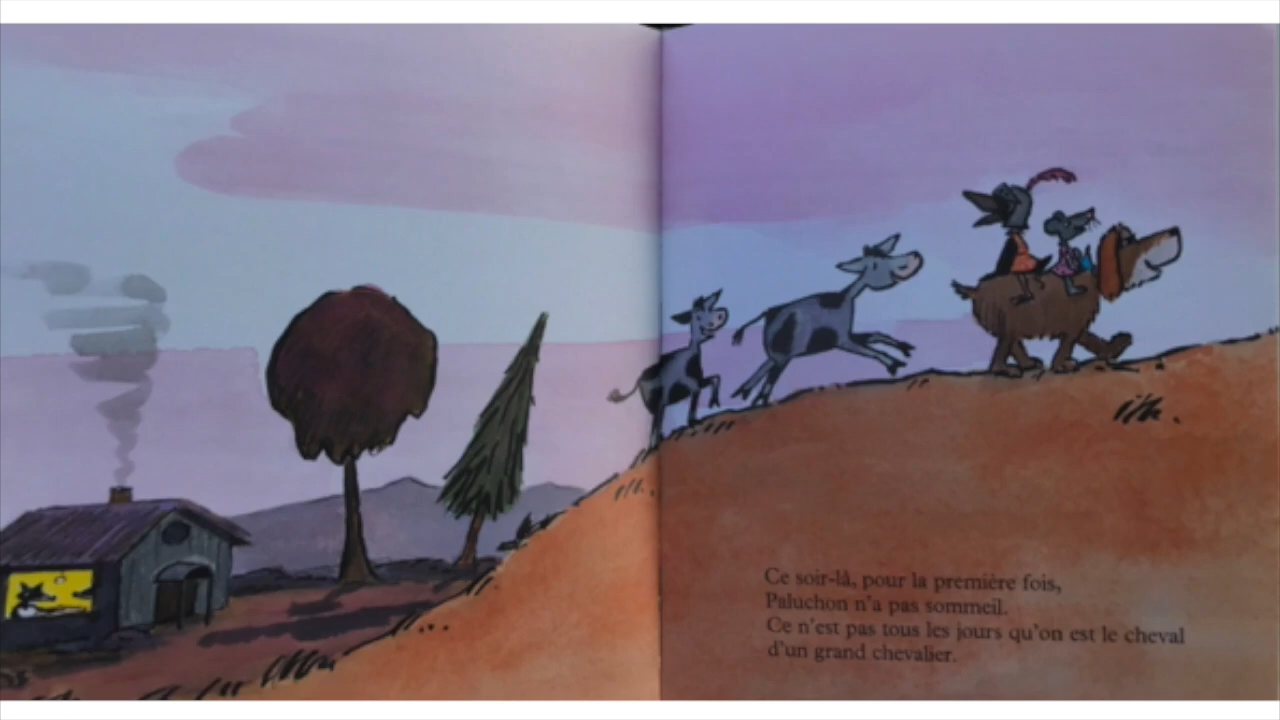 Ce soir-là, pour la première fois,
Paluchon n'a pas sommeil.
Ce n'est pas tous les jours qu'on est le cheval
d'un grand chevalier.